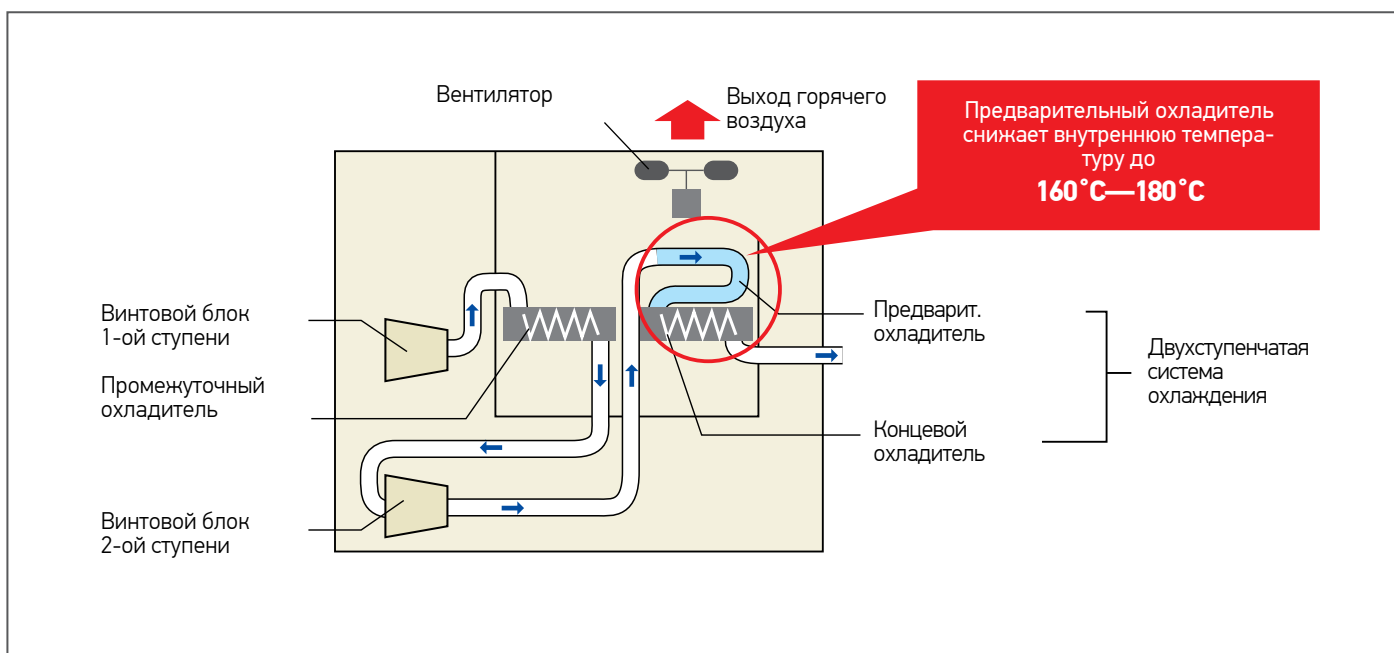 Вентилятор
Выход горячего
воздуха
Предварительный охладитель
снижает внутреннюю темпера-
туру до
160˚C—180˚C
Винтовой блок
1-ой ступени
Промежуточный
охладитель
Винтовой блок
2-ой ступени
Предварит.
охладитель
Концевой
охладитель
Двухступенчатая
система
охлаждения